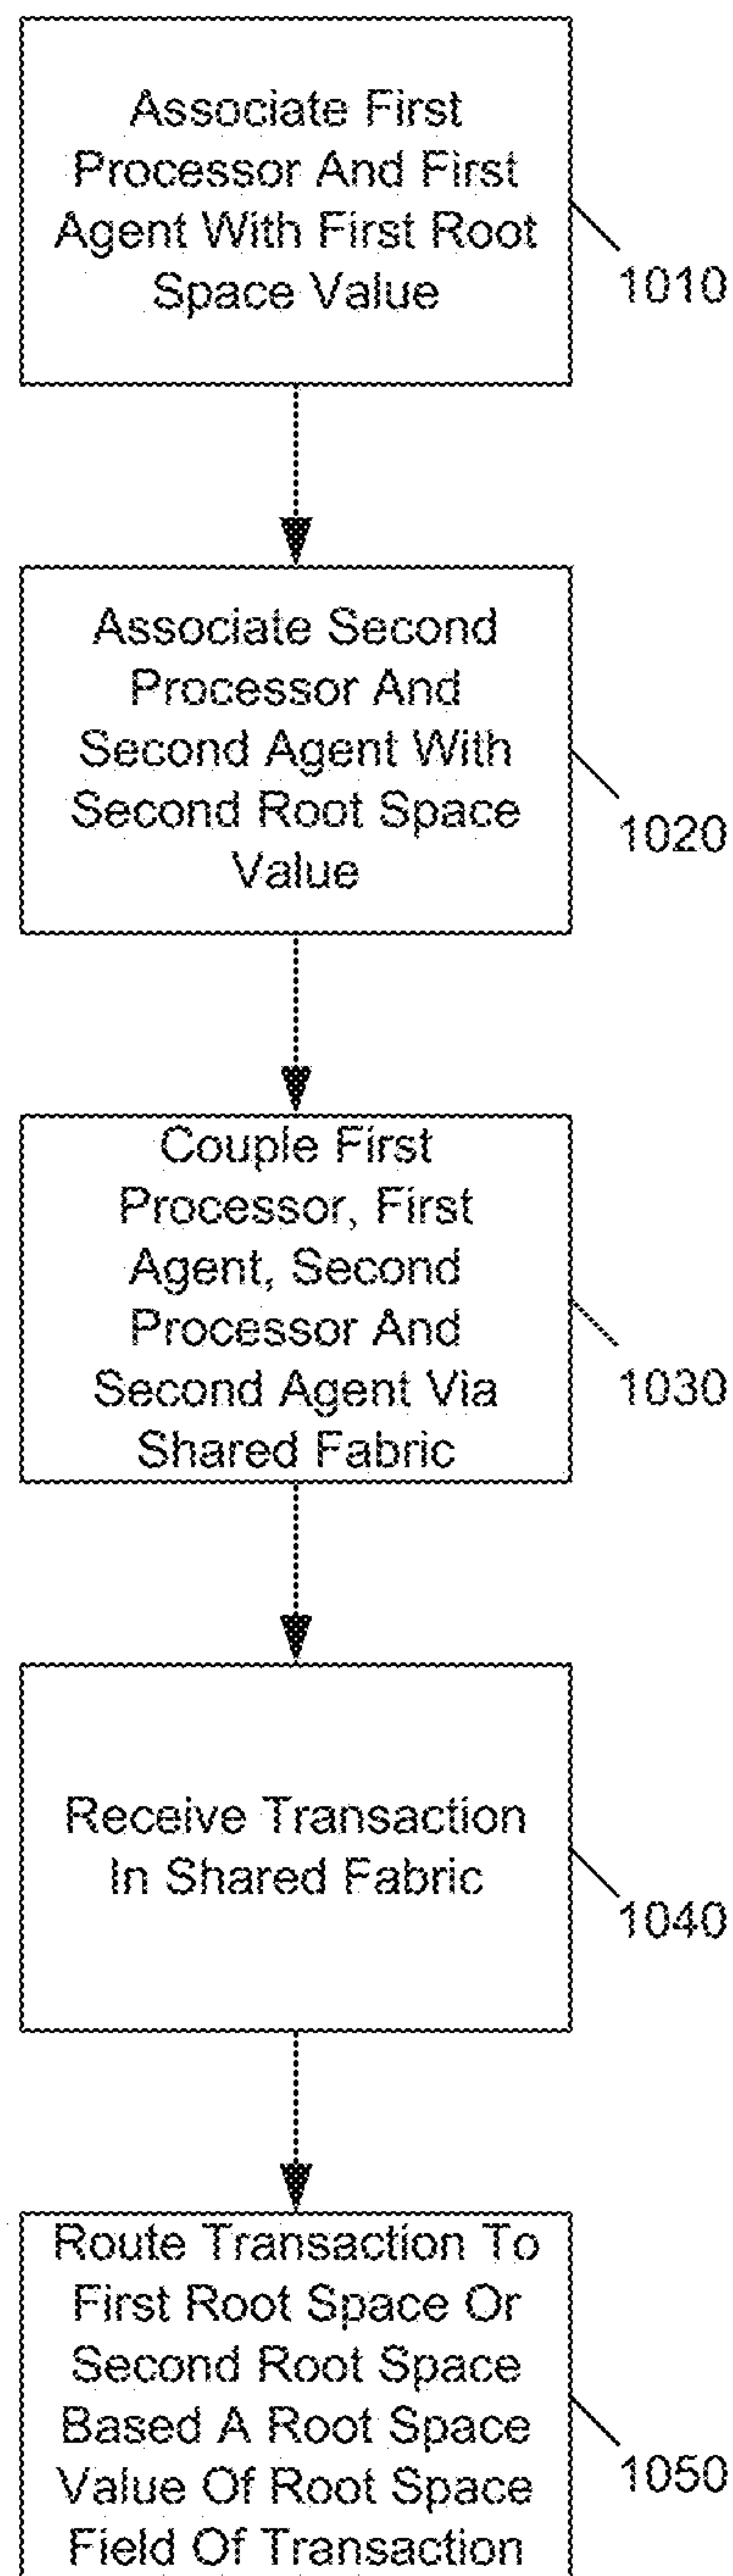 Associate First
Processor And First
Agent With First Root
Space Value
1010
Associate Second
Processor And
Second Agent With
Second Root Space
Value
1020
Couple First
Processor, First
Agent, Second
Processor And
Second Agent Via
Shared Fabric
1030
Receive Transaction
In Shared Fabric
1040
Route Transaction To
First Root Space Or
Second Root Space
Based A Root Space
Value Of Root Space
Field Of Transaction
1050